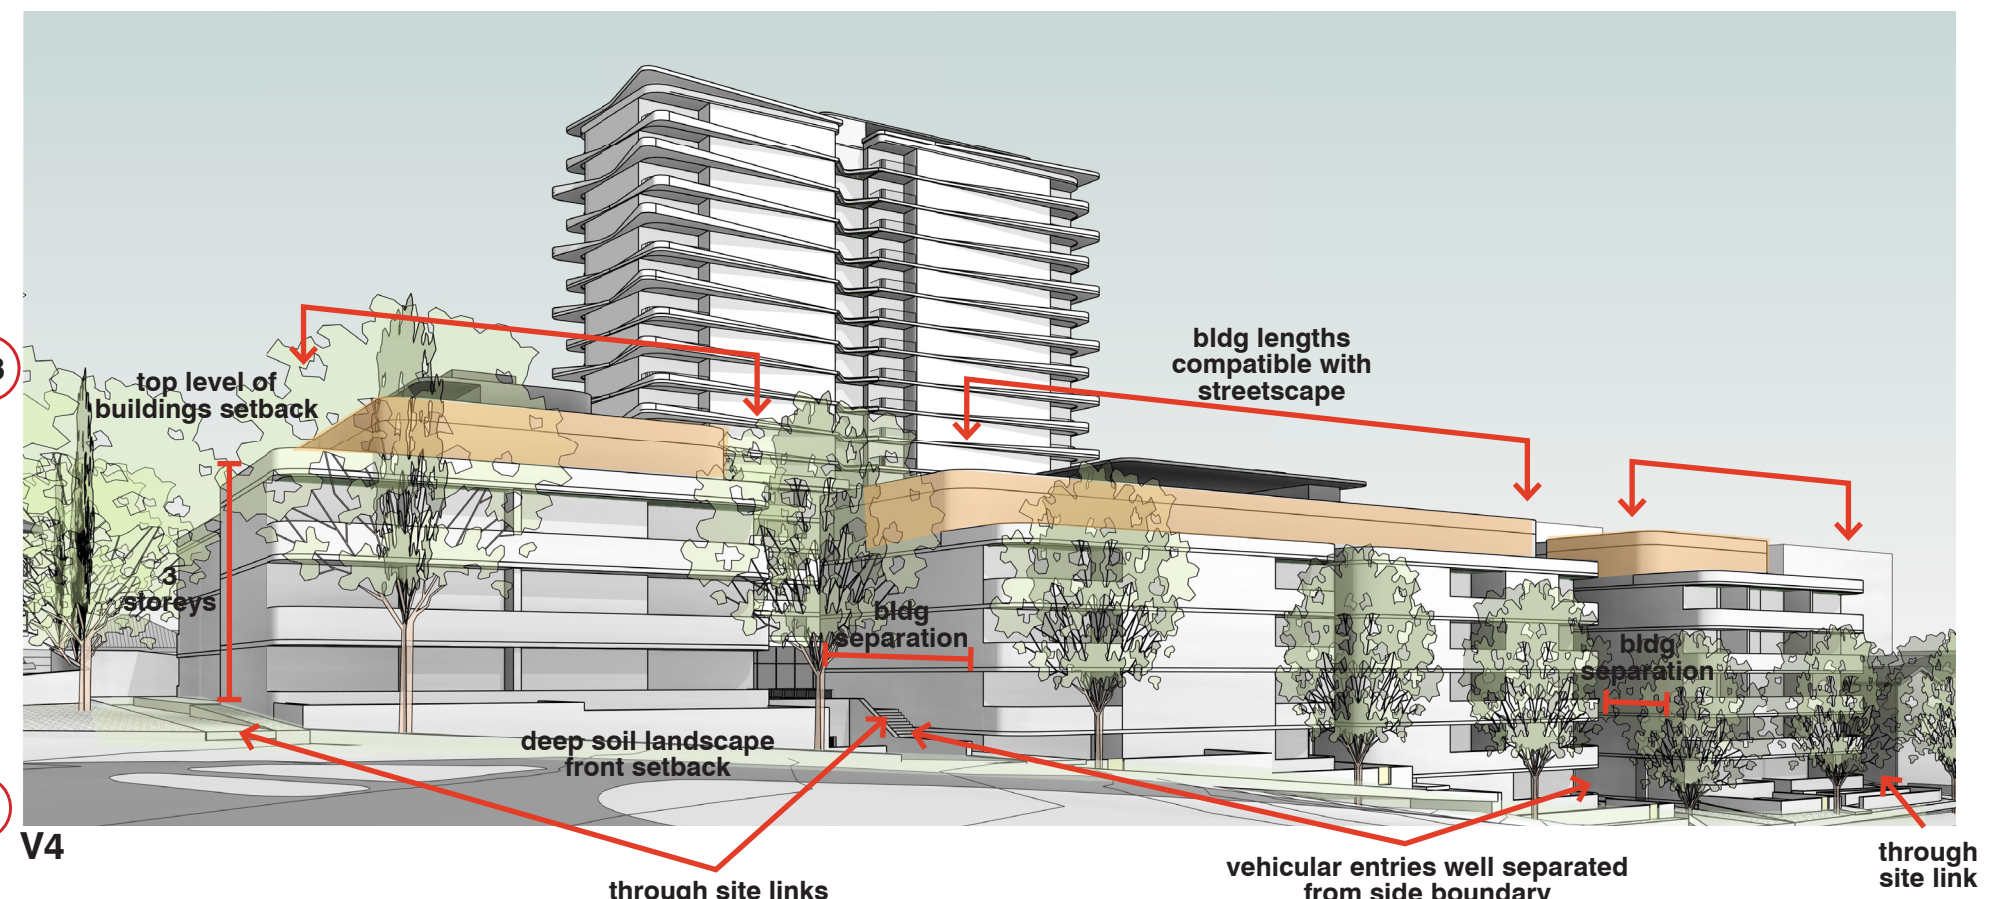 bldg lengths
compatible with
streetscape
top level of
buildings setback
3
storeys
bldg
separation
bldg
separation
deep soil landscape
front setback
V4
through site links
vehicular entries well separated
from side boundary
through
site link